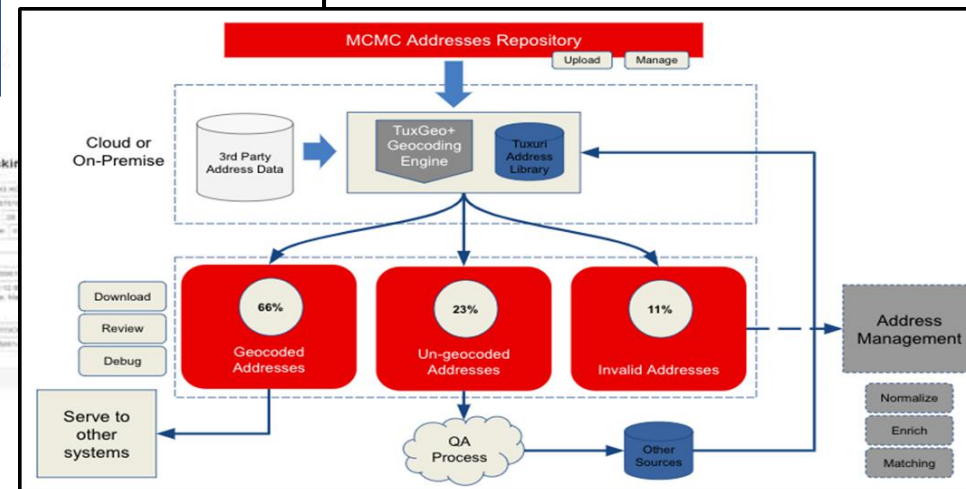 MCMC Addresses Repository
Upload
Manage
Cloud or
On-Premise
3rd Party
Address Data
TuxGeo+
Geocoding
Engine
Tuxuri
Address
Library
Download
Review
Debug
66%
Geocoded
Addresses
23%
Un-geocoded
Addresses
11%
Invalid Addresses
Address
Management
Normalize
Enrich
Matching
Serve to
other
systems
QA
Process
Other
Sources